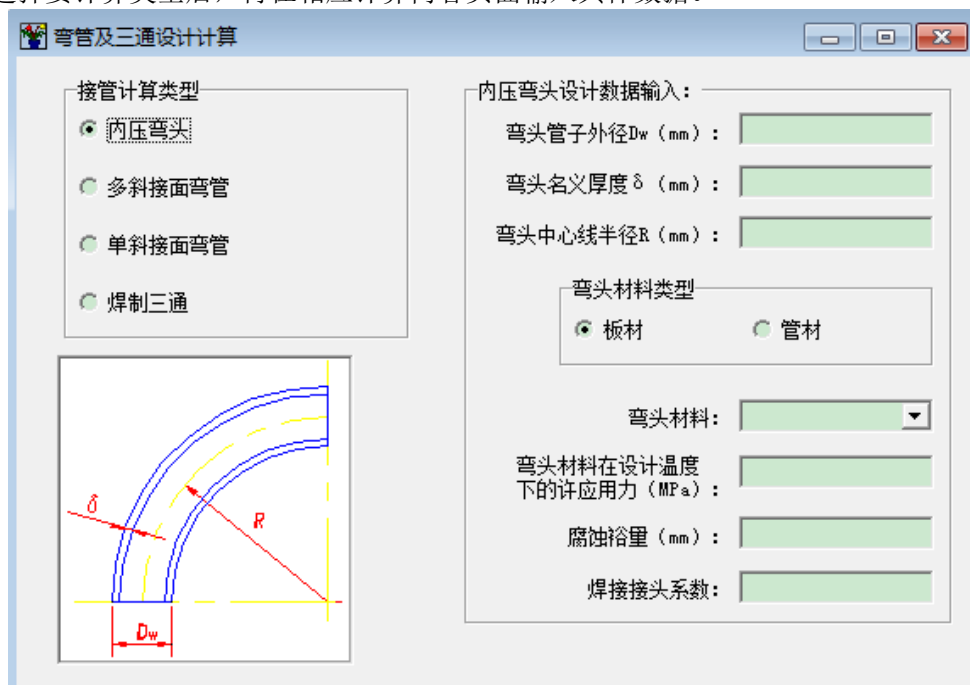 弯管及三通设计计算
接管计算类型
内压弯头
多斜接面弯管
单斜接面弯管
焊制三通
δ
R
Dw
内压弯头设计数据输入:
弯头管子外径Dw(mm):
弯头名义厚度δ(mm):
弯头中心线半径R(mm):
弯头材料类型
板材 管材
弯头材料:
弯头材料在设计温度
下的许应用力(MPa):
腐蚀裕量(mm):
焊接接头系数: